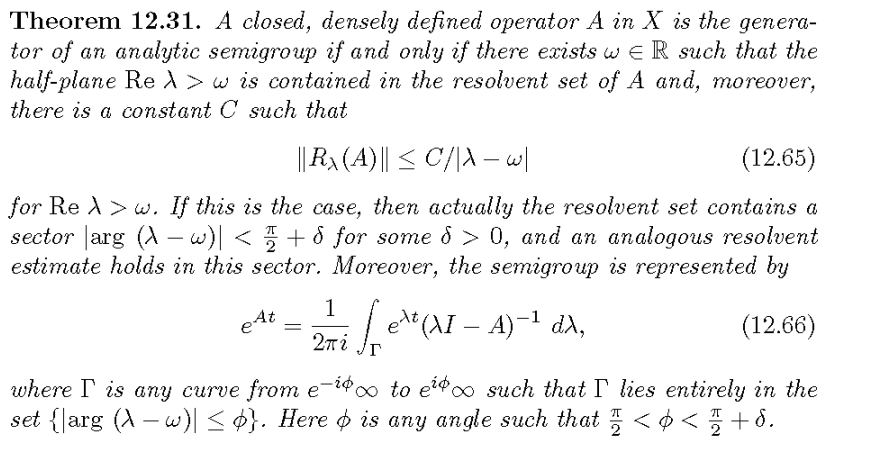 Theorem 12.31. A closed, densely defined operator A in X is the genera-
tor of an analytic semigroup if and only if there exists ω ∈ ℝ such that the
half-plane Re λ > ω is contained in the resolvent set of A and, moreover,
there is a constant C such that
‖R_λ(A)‖ ≤ C/|λ − ω| (12.65)
for Re λ > ω. If this is the case, then actually the resolvent set contains a
sector |arg (λ − ω)| < π/2 + δ for some δ > 0, and an analogous resolvent
estimate holds in this sector. Moreover, the semigroup is represented by
e^{At} = 1/(2πi) ∫_Γ e^{λt}(λI − A)^{−1} dλ, (12.66)
where Γ is any curve from e^{−iϕ}∞ to e^{iϕ}∞ such that Γ lies entirely in the
set {|arg (λ − ω)| ≤ ϕ}. Here ϕ is any angle such that π/2 < ϕ < π/2 + δ.